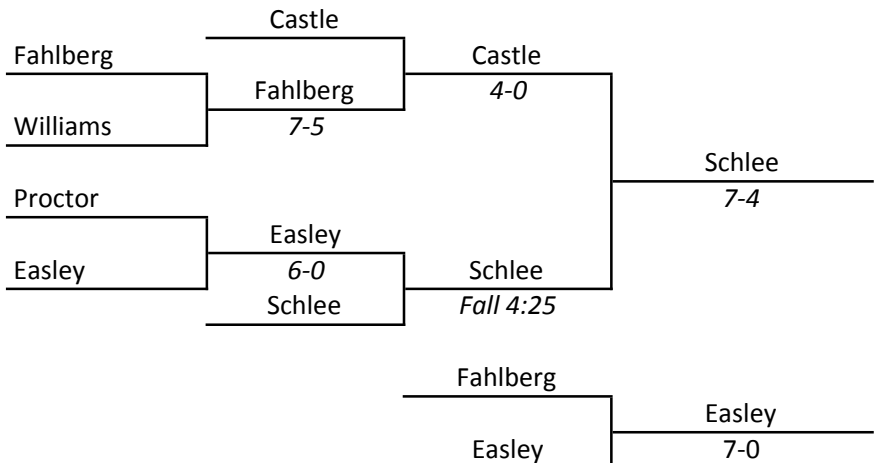 Castle
Fahlberg
Castle
Fahlberg
4-0
Williams
7-5
Schlee
Proctor
7-4
Easley
Easley
6-0
Schlee
Schlee
Fall 4:25
Fahlberg
Easley
Easley
7-0